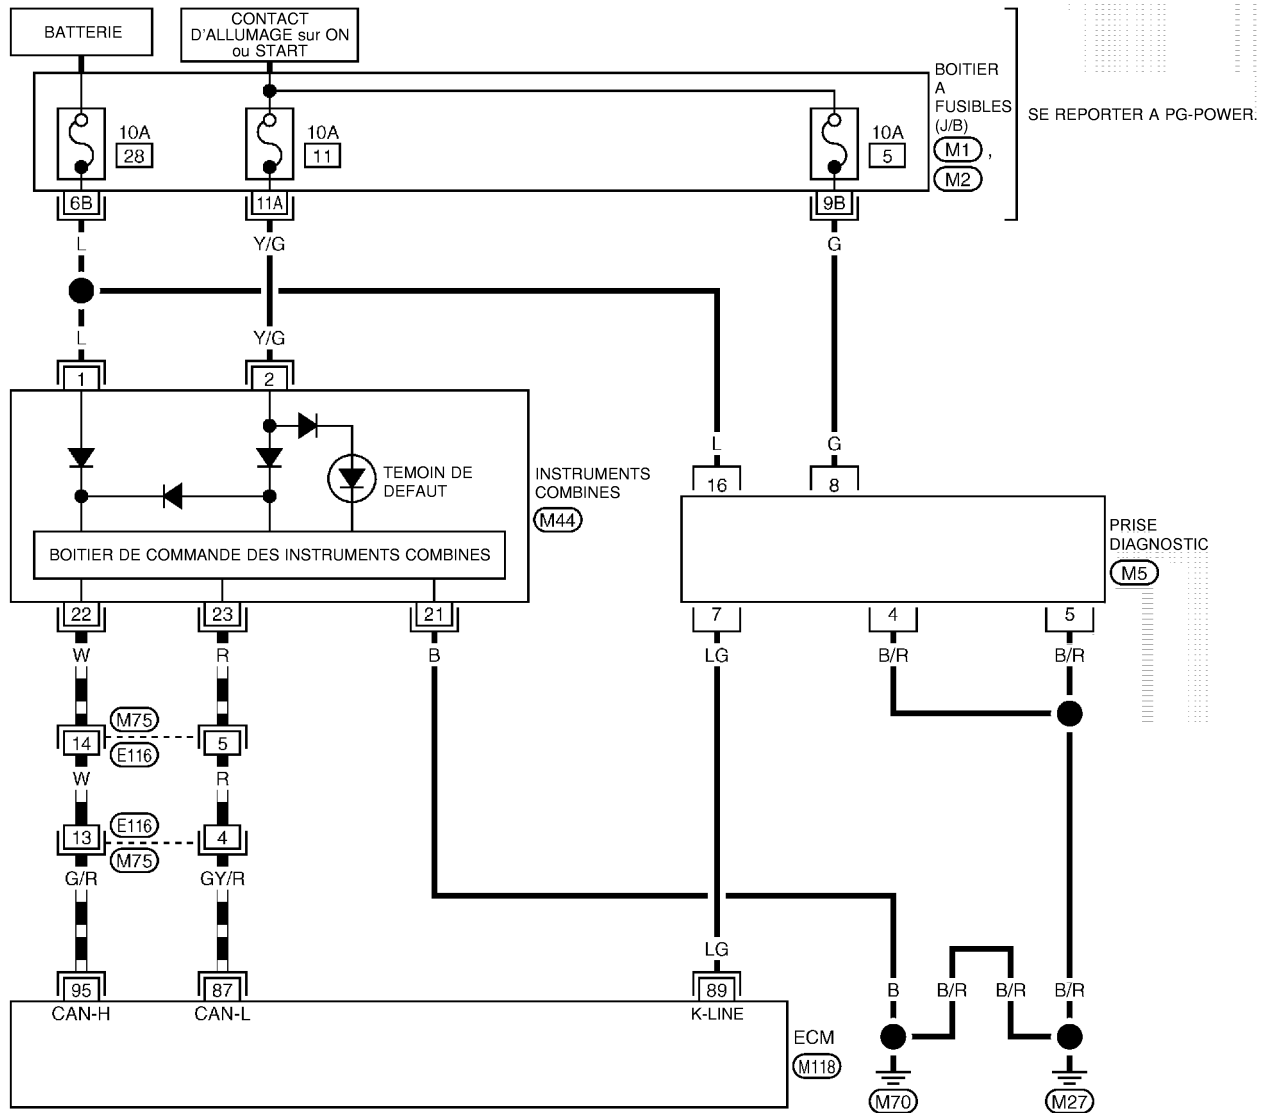 BATTERIE
CONTACT
D'ALLUMAGE sur ON
ou START
BOITIER
A
FUSIBLES
(J/B)
M1 ,
M2
SE REPORTER A PG-POWER.
10A
28
10A
11
10A
5
6B
11A
9B
L
Y/G
G
L
Y/G
1
2
L
G
16
8
TEMOIN DE
DEFAUT
INSTRUMENTS
COMBINES
M44
BOITIER DE COMMANDE DES INSTRUMENTS COMBINES
PRISE
DIAGNOSTIC
M5
22
23
21
7
4
5
W
R
B
LG
B/R
B/R
M75
14
5
E116
W
R
E116
13
4
M75
G/R
GY/R
LG
B
B/R
B/R
B/R
95
87
89
CAN-H
CAN-L
K-LINE
ECM
M118
M70
M27